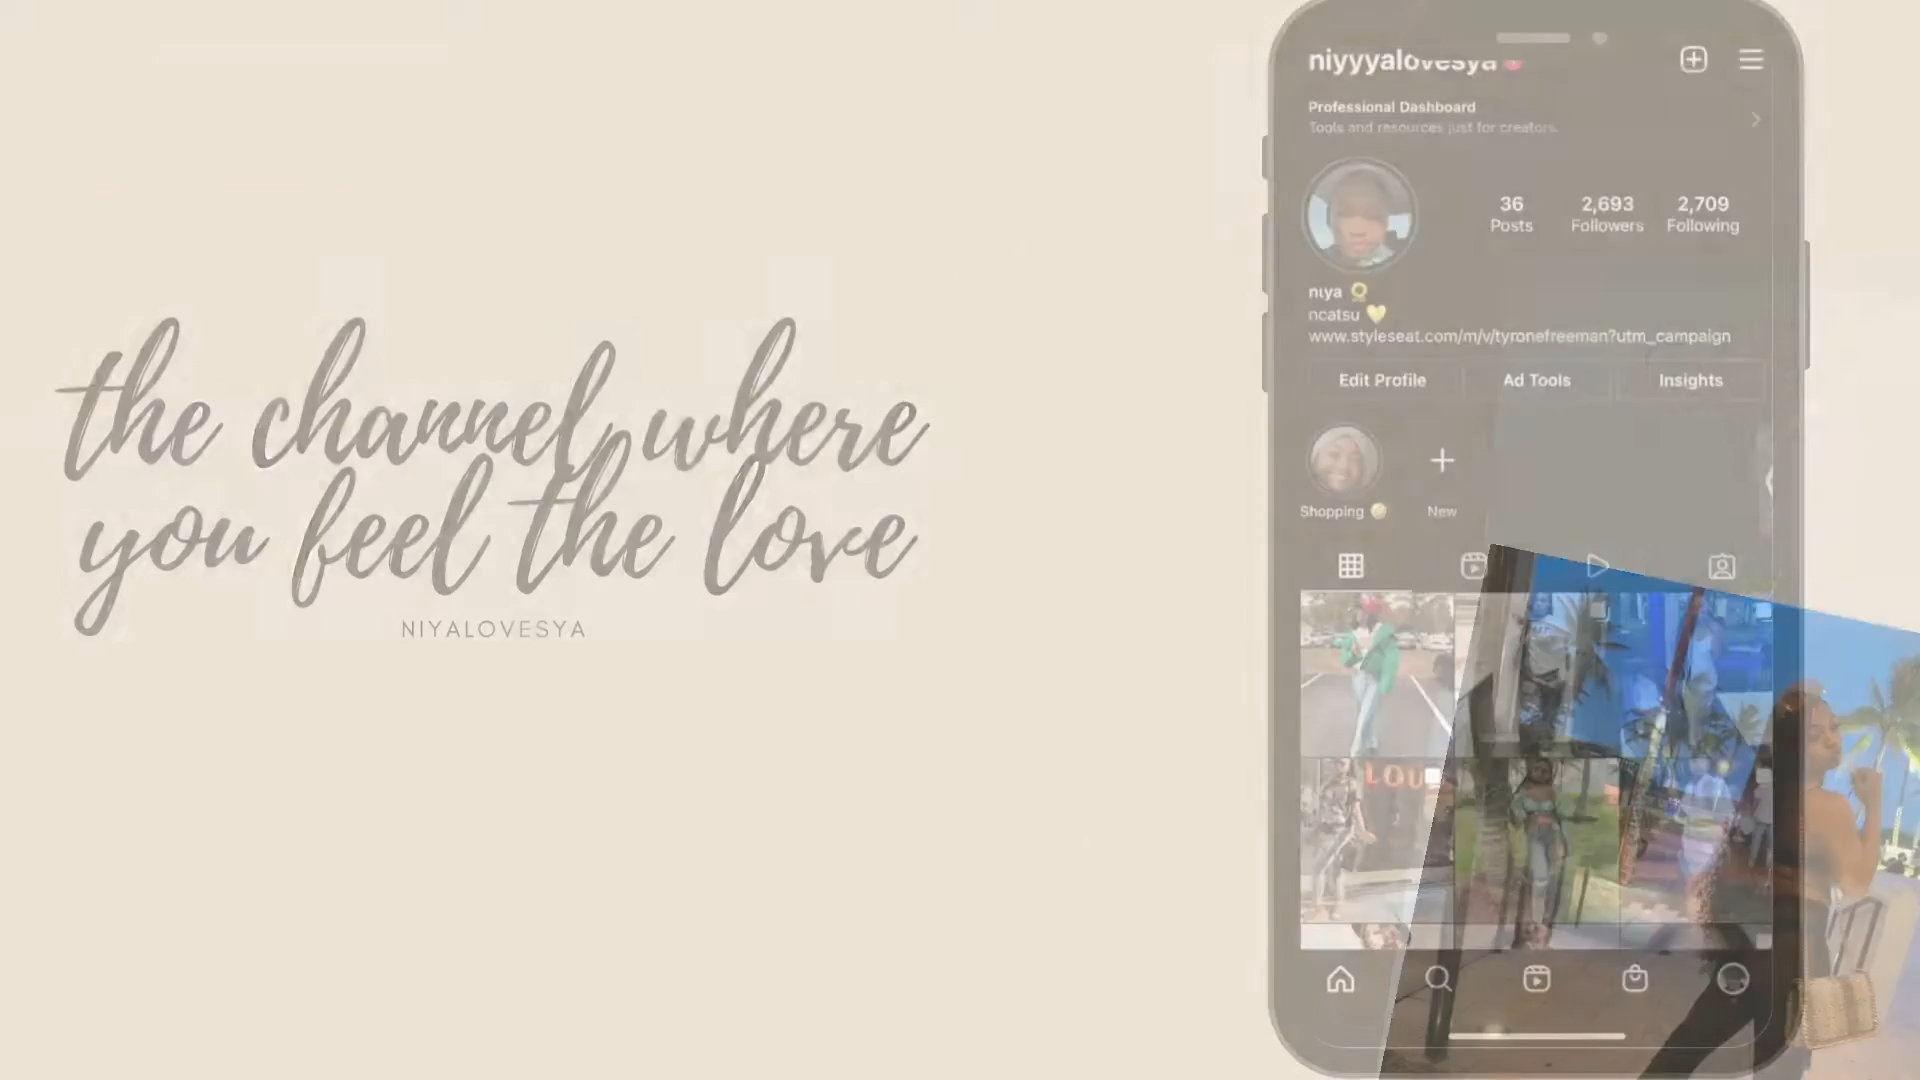 the channel where
you feel the love
NIYALOVESYA
niyyyalovesya
Professional Dashboard
Tools and resources just for creators.
36
Posts
2,693
Followers
2,709
Following
niya
ncatsu 💛
www.styleseat.com/m/v/tyronefreeman?utm_campaign
Edit Profile
Ad Tools
Insights
Shopping
New
LOU